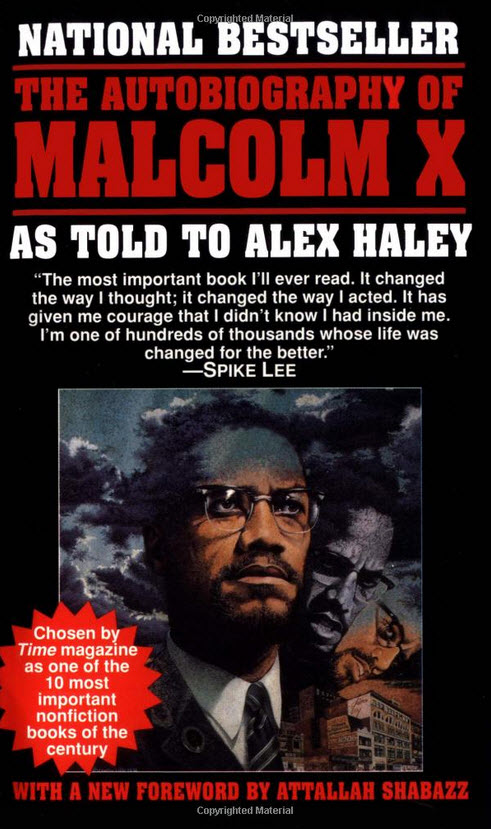 Copyrighted Material
NATIONAL BESTSELLER
THE AUTOBIOGRAPHY OF
MALCOLM X
AS TOLD TO ALEX HALEY
“The most important book I’ll ever read. It changed
the way I thought; it changed the way I acted. It has
given me courage that I didn’t know I had inside me.
I’m one of hundreds of thousands whose life was
changed for the better.”
—SPIKE LEE
Chosen by
Time magazine
as one of the
10 most
important
nonfiction
books of the
century
WITH A NEW FOREWORD BY ATTALLAH SHABAZZ
Copyrighted Material